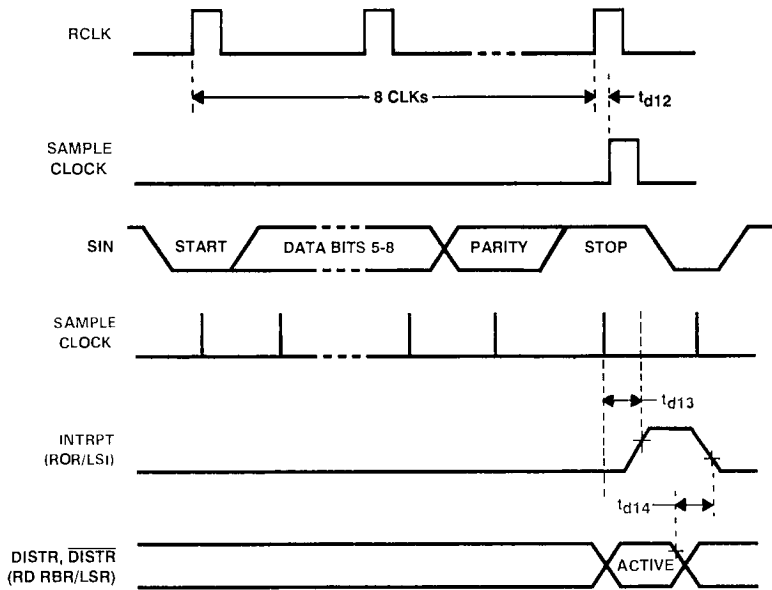 RCLK
8 CLKs
td12
SAMPLE
CLOCK
SIN
START
DATA BITS 5-8
PARITY
STOP
SAMPLE
CLOCK
td13
INTRPT
(ROR/LSI)
td14
DISTR, DISTR
(RD RBR/LSR)
ACTIVE